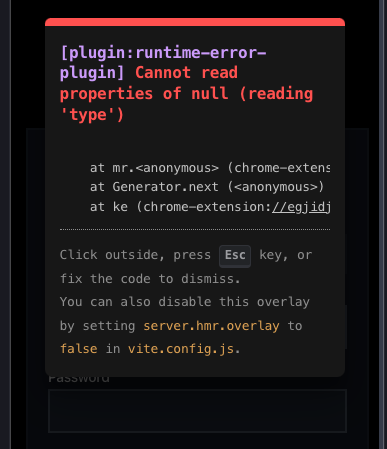 [plugin:runtime-error-
plugin] Cannot read
properties of null (reading
'type')
at mr.<anonymous> (chrome-extens
at Generator.next (<anonymous>)
at ke (chrome-extension://egjidj
Click outside, press Esc key, or
fix the code to dismiss.
You can also disable this overlay
by setting server.hmr.overlay to
false in vite.config.js.
Password